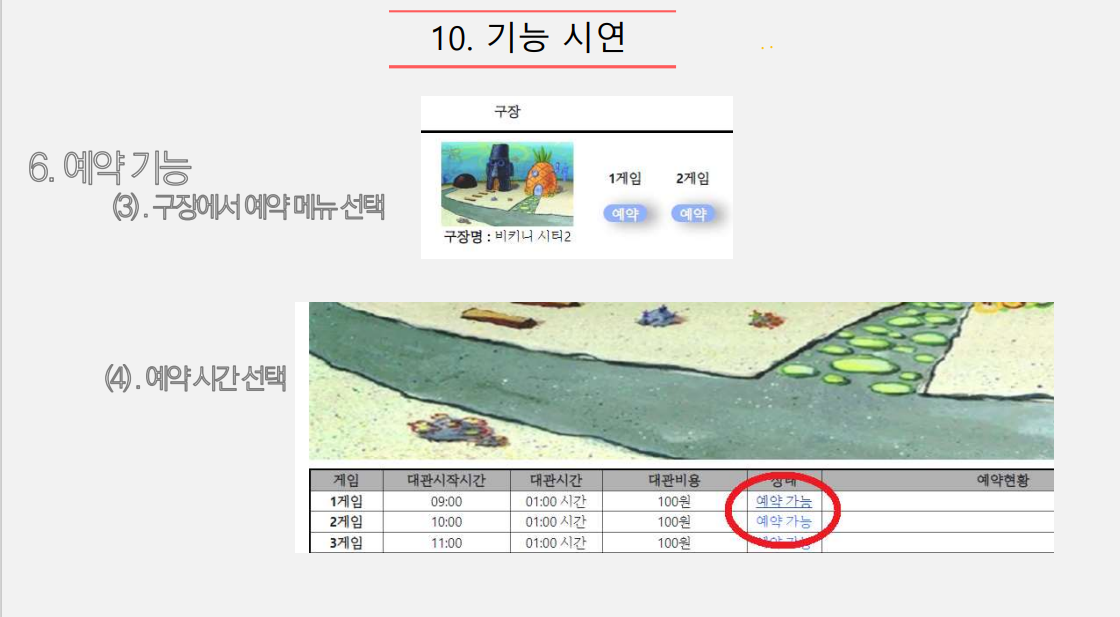 10. 기능 시연
6. 예약 기능
(3) . 구장에서 예약 메뉴 선택
구장
1게임 2게임
예약 예약
구장명 : 비키니 시티2
(4) . 예약 시간 선택
게임 대관시작시간 대관시간 대관비용 상태 예약현황
1게임 09:00 01:00 시간 100원 예약 가능
2게임 10:00 01:00 시간 100원 예약 가능
3게임 11:00 01:00 시간 100원 예약 가능